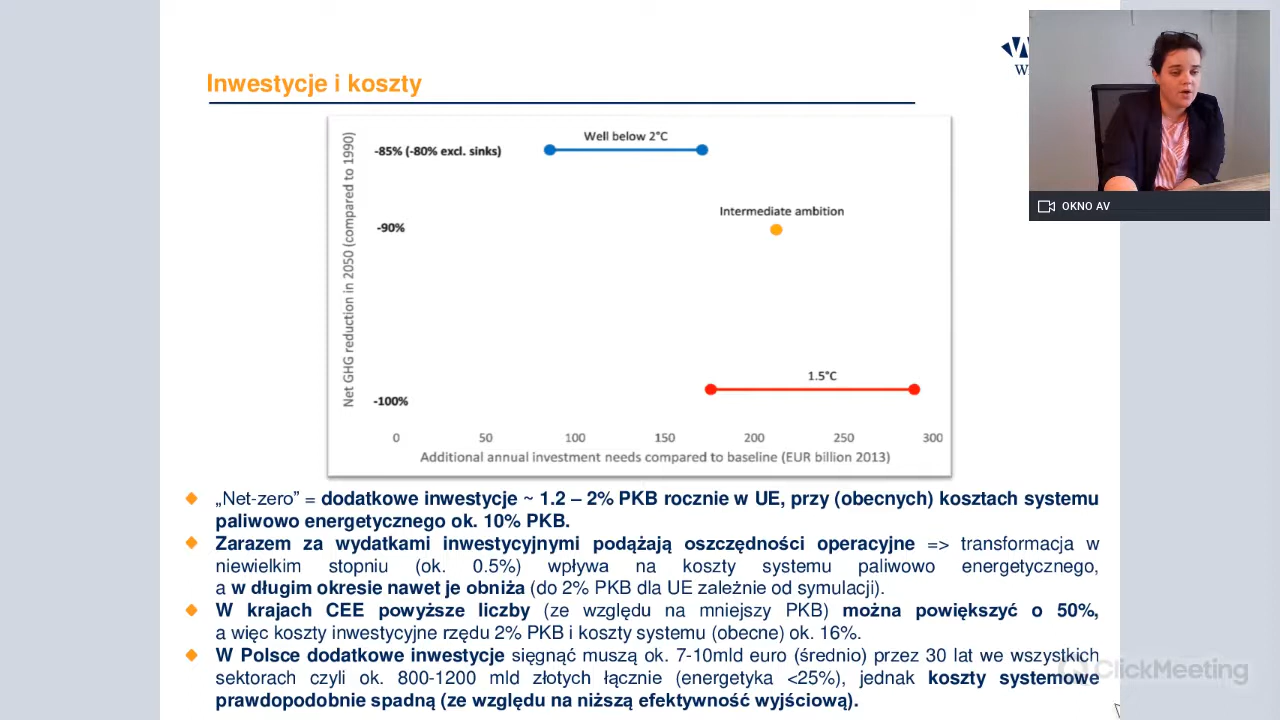 Inwestycje i koszty
W
W
OKNO AV
Net GHG reduction in 2050 (compared to 1990)
-85% (-80% excl. sinks)
Well below 2°C
Intermediate ambition
-90%
1.5°C
-100%
0 50 100 150 200 250 300
Additional annual investment needs compared to baseline (EUR billion 2013)
„Net-zero” = dodatkowe inwestycje ~ 1.2 – 2% PKB rocznie w UE, przy (obecnych) kosztach systemu
paliwowo energetycznego ok. 10% PKB.
Zarazem za wydatkami inwestycyjnymi podążają oszczędności operacyjne => transformacja w
niewielkim stopniu (ok. 0.5%) wpływa na koszty systemu paliwowo energetycznego,
a w długim okresie nawet je obniża (do 2% PKB dla UE zależnie od symulacji).
W krajach CEE powyższe liczby (ze względu na mniejszy PKB) można powiększyć o 50%,
a więc koszty inwestycyjne rzędu 2% PKB i koszty systemu (obecne) ok. 16%.
W Polsce dodatkowe inwestycje sięgnąć muszą ok. 7-10mld euro (średnio) przez 30 lat we wszystkich
sektorach czyli ok. 800-1200 mld złotych łącznie (energetyka <25%), jednak koszty systemowe
prawdopodobnie spadną (ze względu na niższą efektywność wyjściową).
ClickMeeting